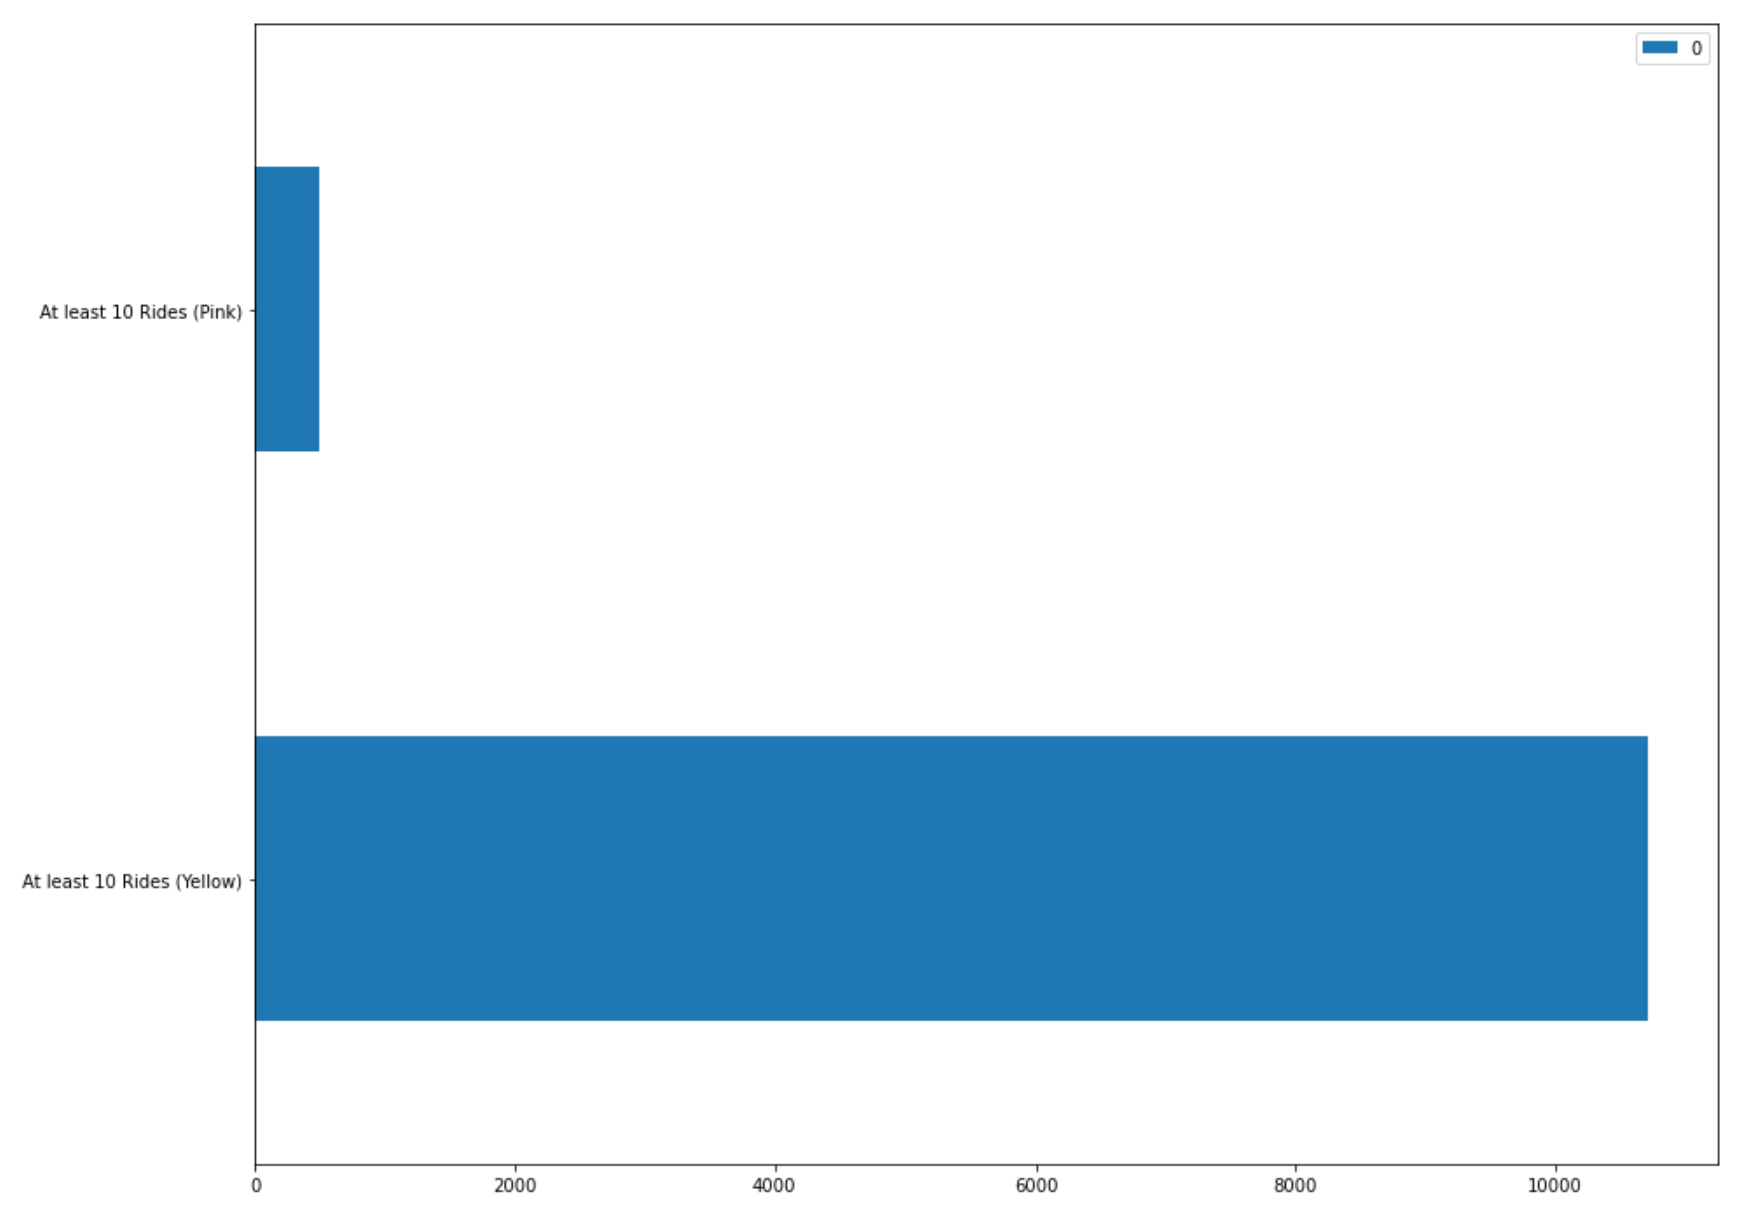 0
At least 10 Rides (Pink)
At least 10 Rides (Yellow)
0 2000 4000 6000 8000 10000